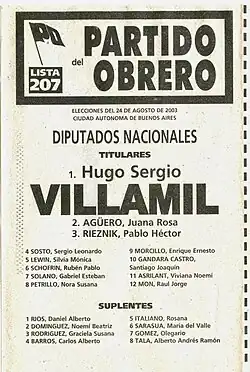 PO
PARTIDO
del OBRERO
LISTA
207
ELECCIONES DEL 24 DE AGOSTO DE 2003
CIUDAD AUTONOMA DE BUENOS AIRES
DIPUTADOS NACIONALES
TITULARES
1. Hugo Sergio
VILLAMIL
2. AGÜERO, Juana Rosa
3. RIEZNIK, Pablo Héctor
4 SOSTO, Sergio Leonardo
5 LEWIN, Silvia Mónica
6 SCHOFRIN, Rubén Pablo
7 SOLANO, Gabriel Esteban
8 PETRILLO, Nora Susana
9 MORCILLO, Enrique Ernesto
10 GANDARA CASTRO,
Santiago Joaquín
11 ASRILANT, Viviana Noemí
12 MON, Raul Jorge
SUPLENTES
1 RIOS, Daniel Alberto
2 DOMINGUEZ, Noemí Beatriz
3 RODRIGUEZ, Graciela Susana
4 BARROS, Carlos Alberto
5 ITALIANO, Rosana
6 SARASUA, Maria del Valle
7 GOMEZ, Olegario
8 TALA, Alberto Andrés Ramón